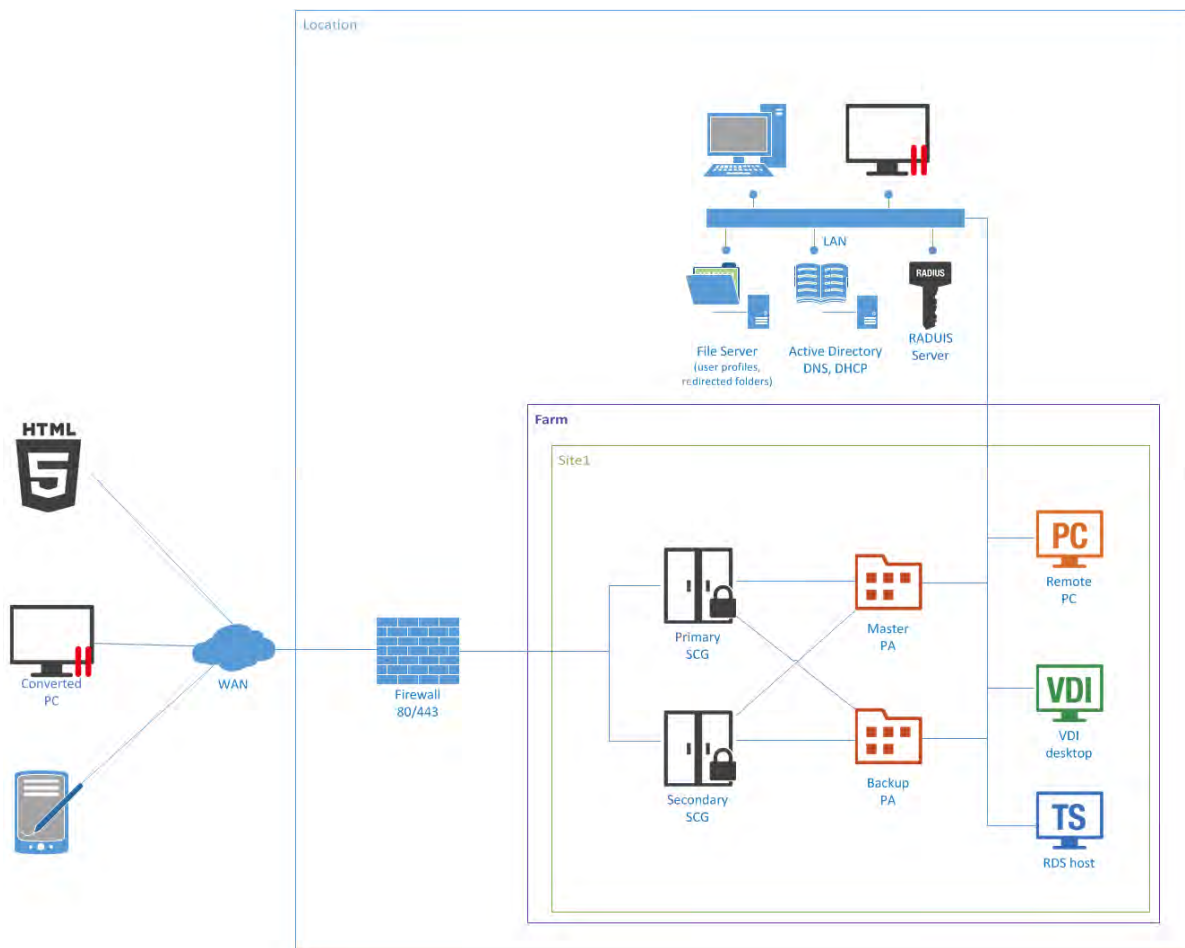 Location
LAN
RADIUS
File Server
(user profiles,
redirected folders)
Active Directory
DNS, DHCP
RADUIS
Server
HTML
5
Farm
Site1
Converted
PC
WAN
Firewall
80/443
Primary
SCG
Secondary
SCG
Master
PA
Backup
PA
PC
Remote
PC
VDI
VDI
desktop
TS
RDS host